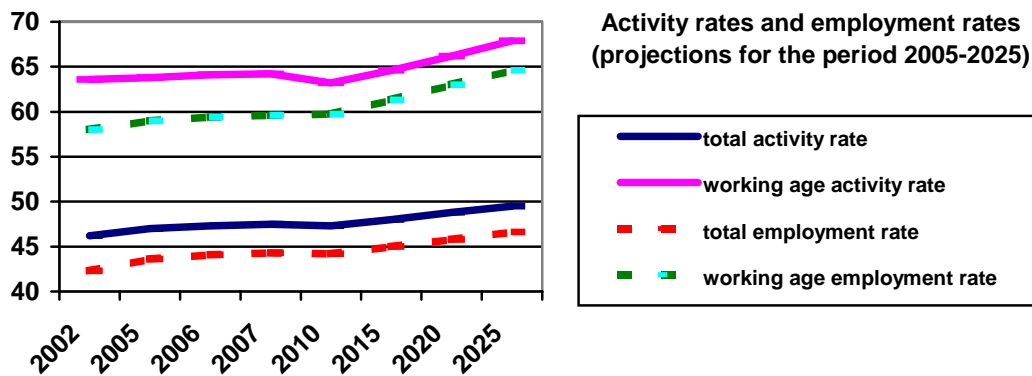 Activity rates and employment rates
(projections for the period 2005-2025)
70
65
60
55
50
45
40
2002
2005
2006
2007
2010
2015
2020
2025
total activity rate
working age activity rate
total employment rate
working age employment rate